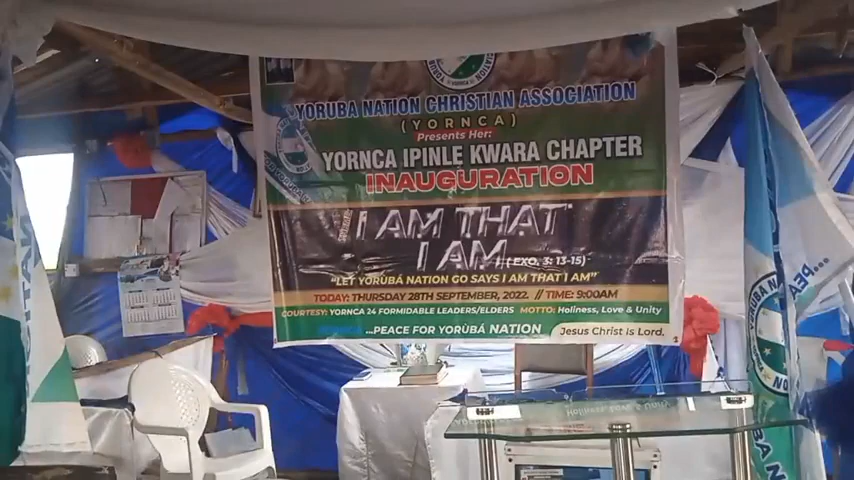 YORUBA NATION CHRISTIAN ASSOCIATION
(YORNCA)
Presents Her:
YORNCA IPINLE KWARA CHAPTER
INAUGURATION
I AM THAT
I AM (EXO. 3: 13-15)
"LET YORUBÁ NATION GO SAYS I AM THAT I AM"
TODAY: THURSDAY 28TH SEPTEMBER, 2022. // TIME: 9:00AM
COURTESY: YORNCA 24 FORMIDABLE LEADERS/ELDERS MOTTO: Holiness, Love & Unity
...PEACE FOR YORÙBÁ NATION Jesus Christ is Lord.